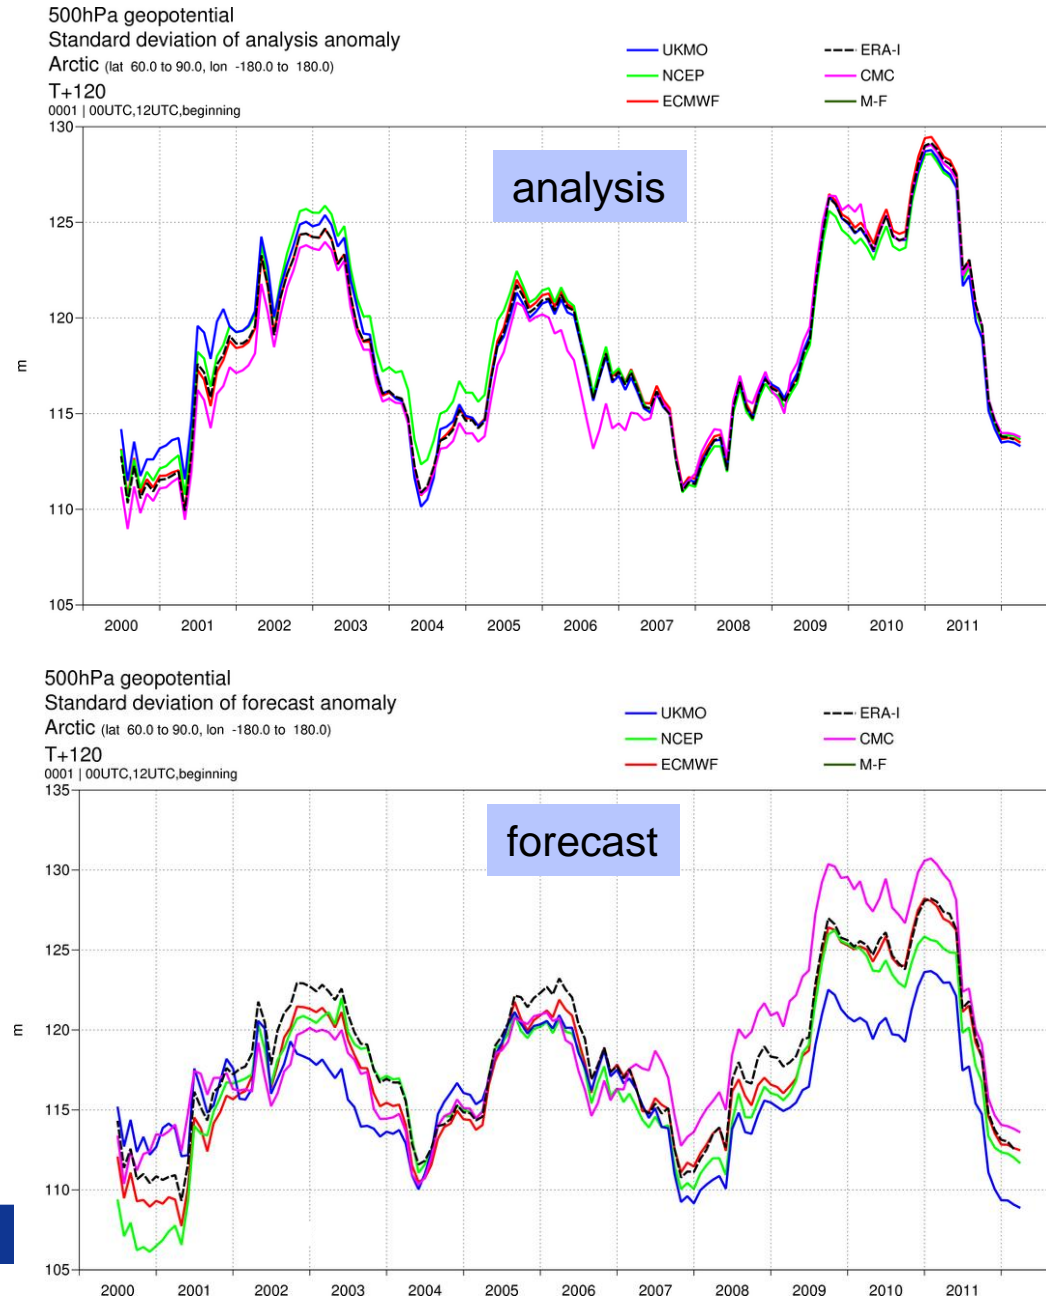 500hPa geopotential
Standard deviation of analysis anomaly
Arctic (lat 60.0 to 90.0, lon -180.0 to 180.0)
T+120
0001 | 00UTC,12UTC,beginning
UKMO
NCEP
ECMWF
ERA-I
CMC
M-F
analysis
130
125
120
115
110
105
m
2000 2001 2002 2003 2004 2005 2006 2007 2008 2009 2010 2011
500hPa geopotential
Standard deviation of forecast anomaly
Arctic (lat 60.0 to 90.0, lon -180.0 to 180.0)
T+120
0001 | 00UTC,12UTC,beginning
UKMO
NCEP
ECMWF
ERA-I
CMC
M-F
forecast
135
130
125
120
115
110
105
m
2000 2001 2002 2003 2004 2005 2006 2007 2008 2009 2010 2011